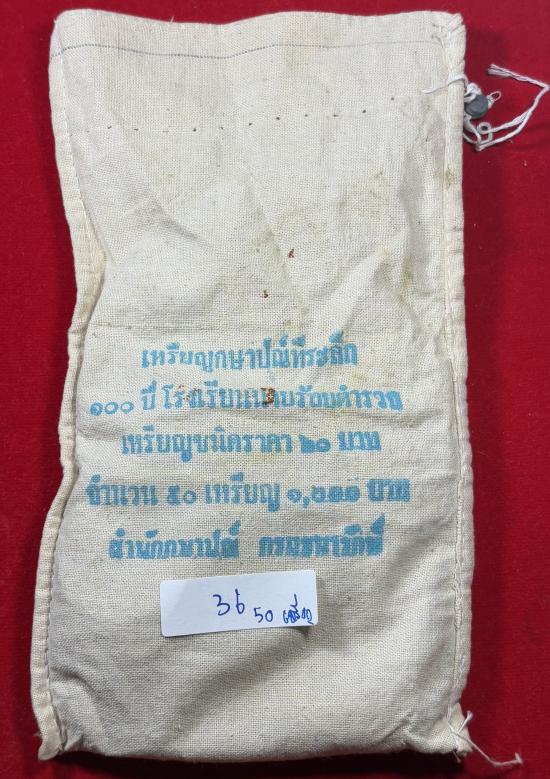 เหรียญกษาปณ์ที่ระลึก
๑๐๐ ปี โรงเรียนนายร้อยตำรวจ
เหรียญชนิดราคา ๒๐ บาท
จำนวน ๕๐ เหรียญ ๑,๐๐๐ บาท
สำนักกษาปณ์ กรมธนารักษ์
36 50 เหรียญ